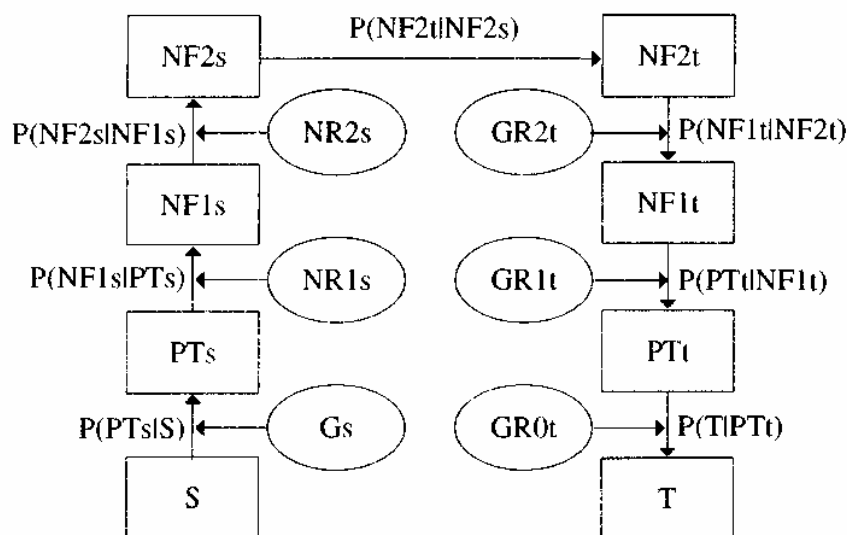 P(NF2t|NF2s)
NF2s
NF2t
P(NF2s|NF1s)
NR2s
GR2t
P(NF1t|NF2t)
NF1s
NF1t
P(NF1s|PTs)
NR1s
GR1t
P(PTt|NF1t)
PTs
PTt
P(PTs|S)
Gs
GR0t
P(T|PTt)
S
T